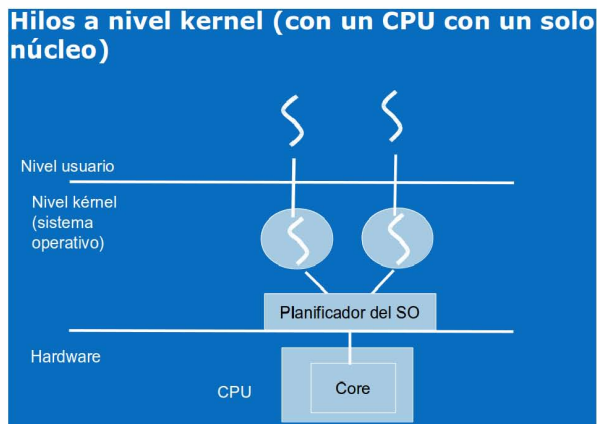 Hilos a nivel kernel (con un CPU con un solo
núcleo)
Nivel usuario
Nivel kérnel
(sistema
operativo)
Planificador del SO
Hardware
CPU
Core